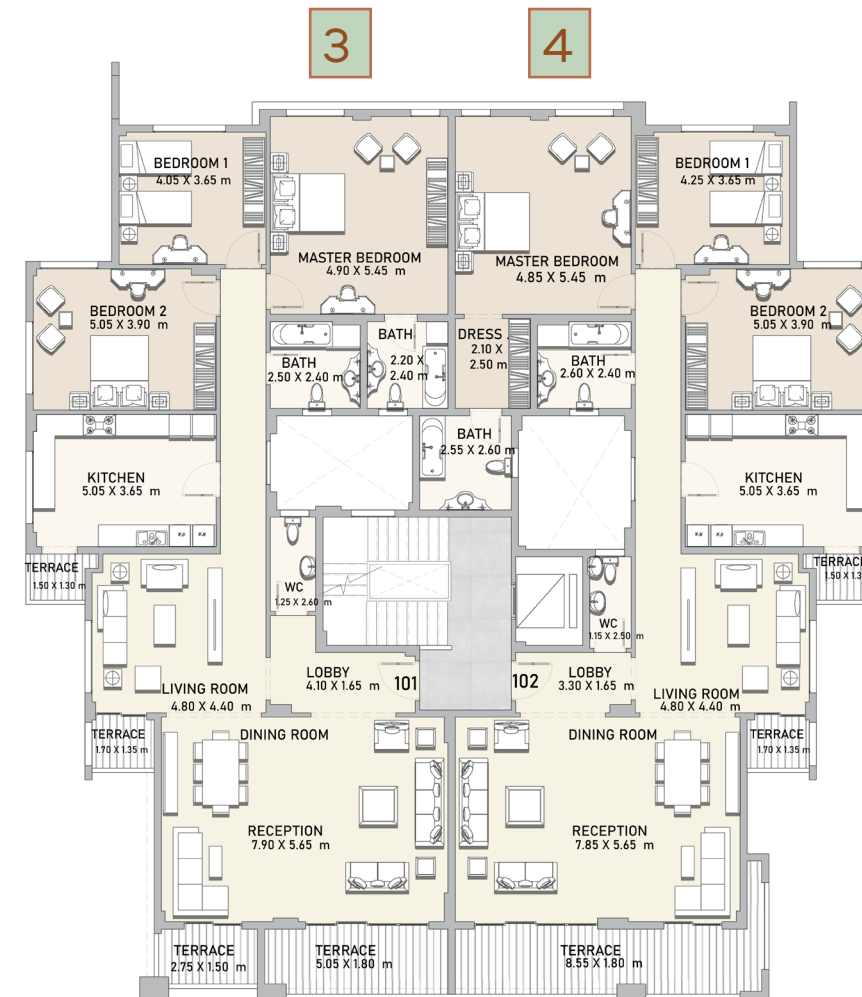 3
4
BEDROOM 1
4.05 X 3.65 m
MASTER BEDROOM
4.90 X 5.45 m
MASTER BEDROOM
4.85 X 5.45 m
BEDROOM 1
4.25 X 3.65 m
BEDROOM 2
5.05 X 3.90 m
BATH
2.50 X 2.40 m
BATH
2.20 X
2.40 m
DRESS
2.10 X
2.50 m
BATH
2.60 X 2.40 m
BEDROOM 2
5.05 X 3.90 m
BATH
2.55 X 2.60 m
KITCHEN
5.05 X 3.65 m
KITCHEN
5.05 X 3.65 m
TERRACE
1.50 X 1.30 m
WC
1.25 X 2.60 m
WC
1.15 X 2.50 m
TERRAC
1.50 X 1.3
LIVING ROOM
4.80 X 4.40 m
LOBBY
4.10 X 1.65 m
101
102
LOBBY
3.30 X 1.65 m
LIVING ROOM
4.80 X 4.40 m
TERRACE
1.70 X 1.35 m
DINING ROOM
DINING ROOM
TERRACE
1.70 X 1.35 m
RECEPTION
7.90 X 5.65 m
RECEPTION
7.85 X 5.65 m
TERRACE
2.75 X 1.50 m
TERRACE
5.05 X 1.80 m
TERRACE
8.55 X 1.80 m